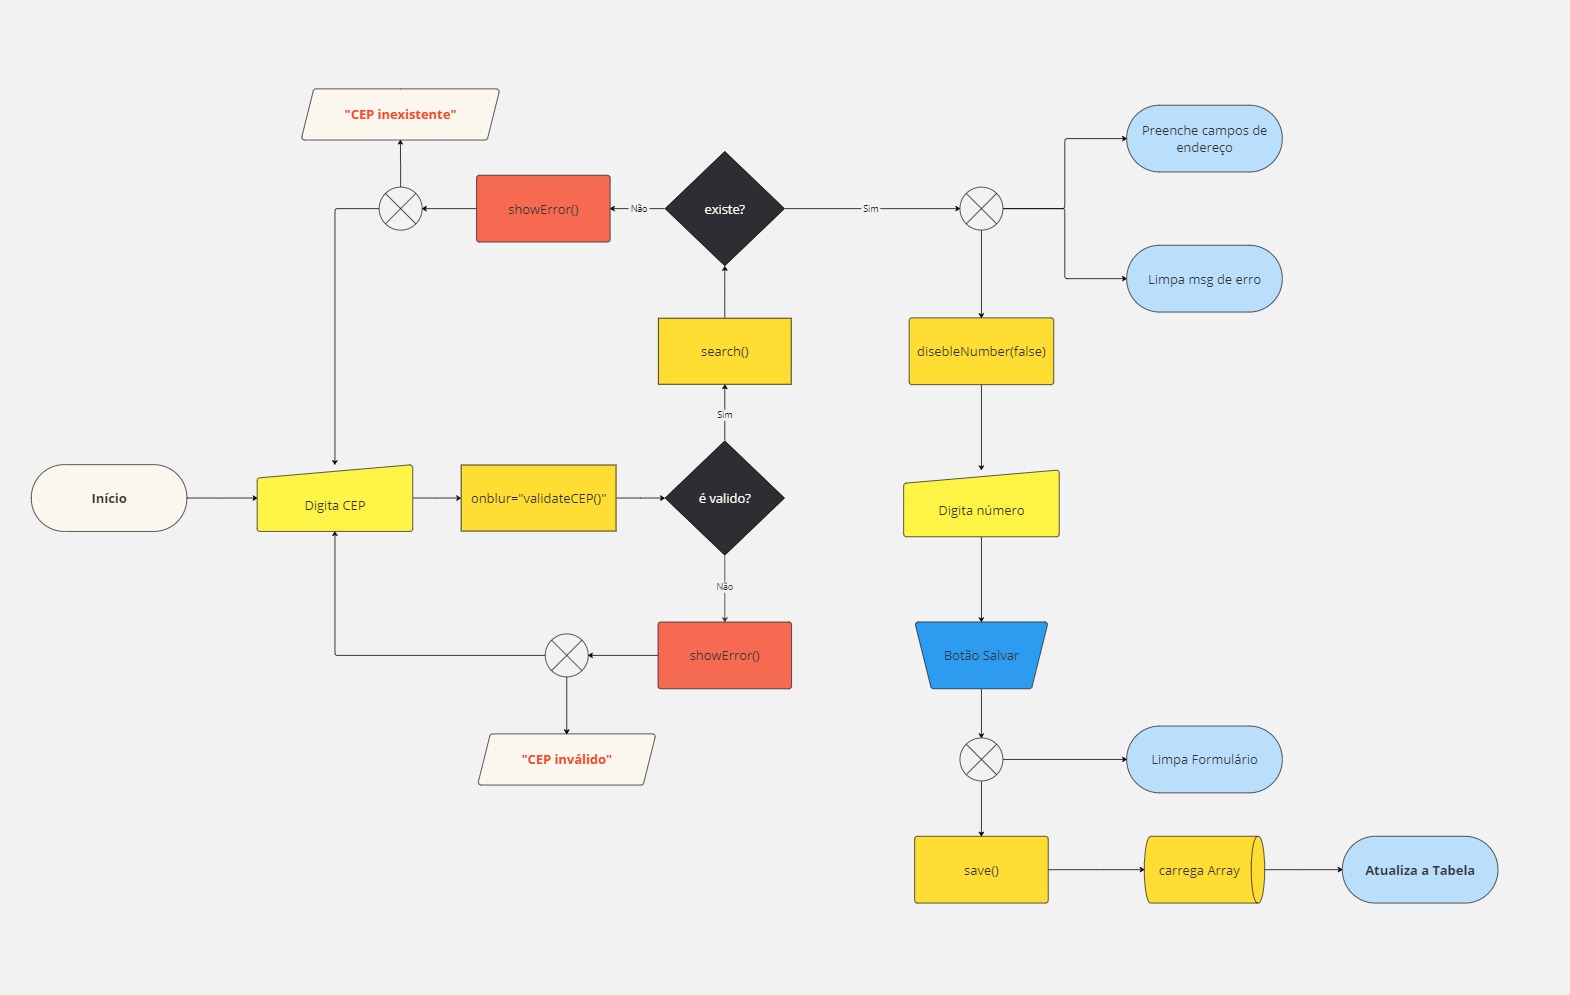 "CEP inexistente"
Preenche campos de
endereço
showError()
Não
existe?
Sim
Limpa msg de erro
search()
disebleNumber(false)
Sim
Início
Digita CEP
onblur="validateCEP()"
é valido?
Digita número
Não
showError()
Botão Salvar
"CEP inválido"
Limpa Formulário
save()
carrega Array
Atualiza a Tabela